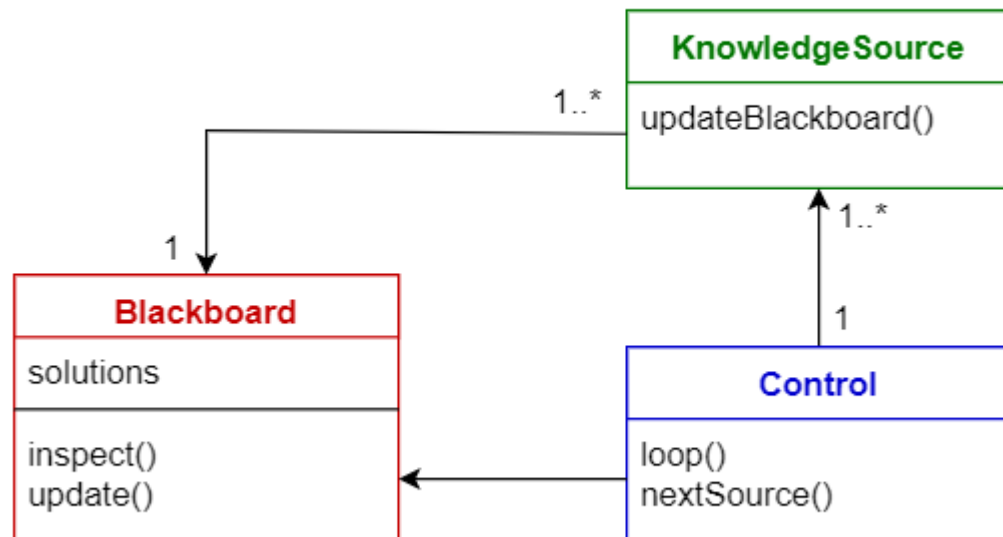 KnowledgeSource
updateBlackboard()
1..*
1..*
1
1
Blackboard
solutions
inspect()
update()
Control
loop()
nextSource()